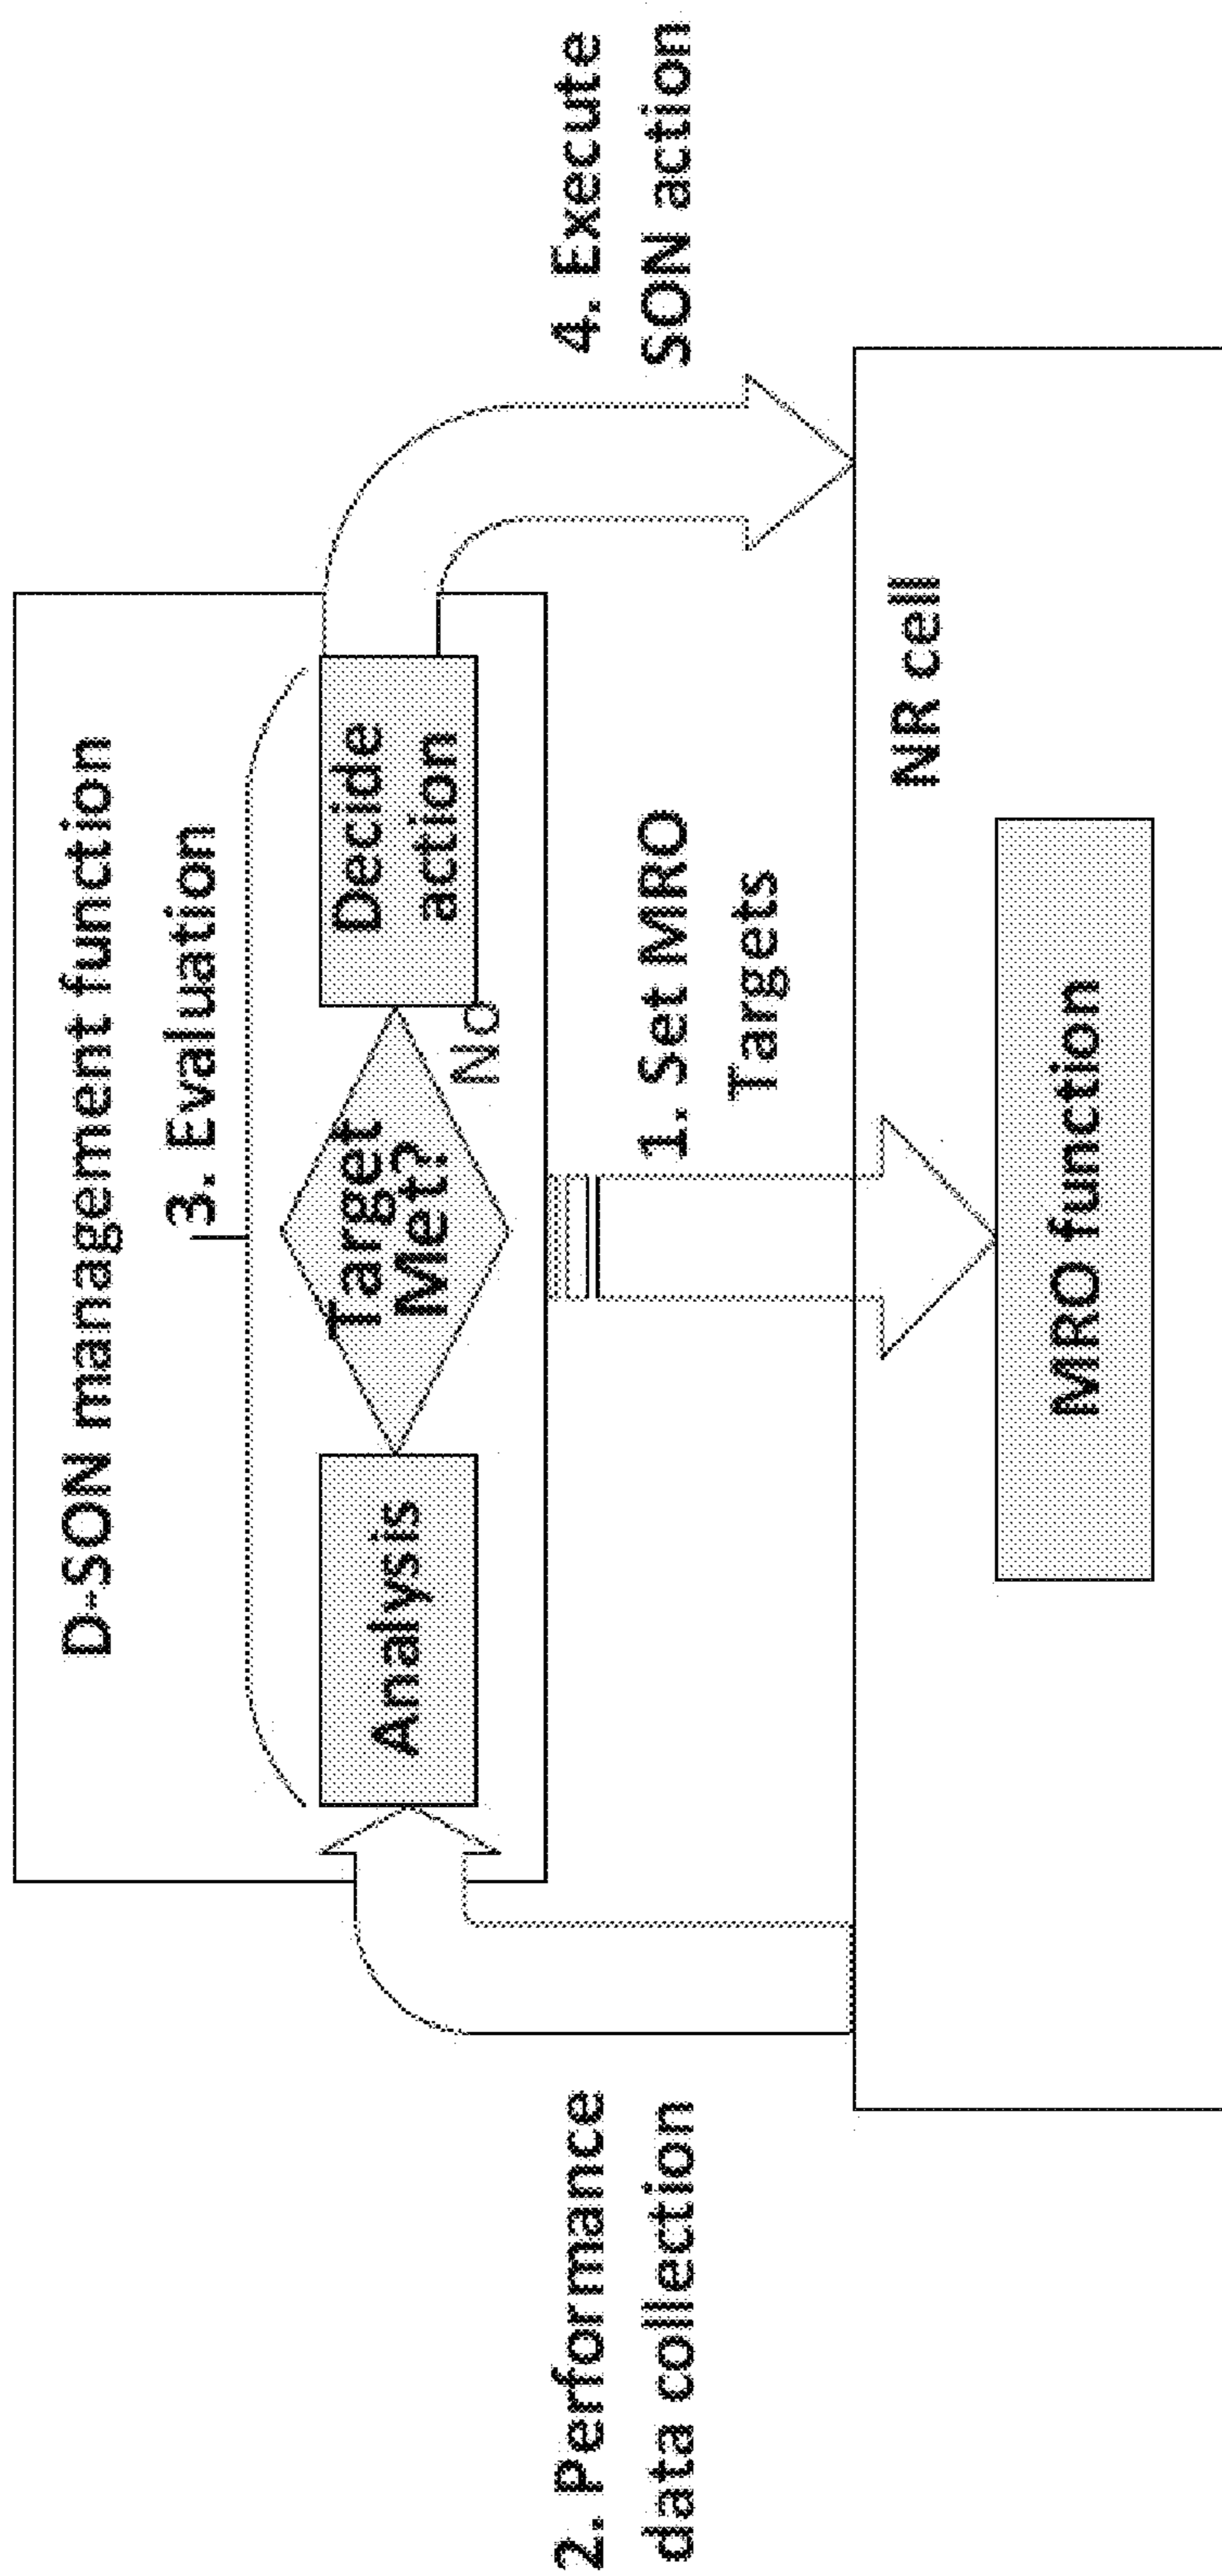 D-SON management function
3. Evaluation
Analysis
Target
Met?
No
Decide
action
2. Performance
data collection
1. Set MRO
Targets
4. Execute
SON action
NR cell
MRO function